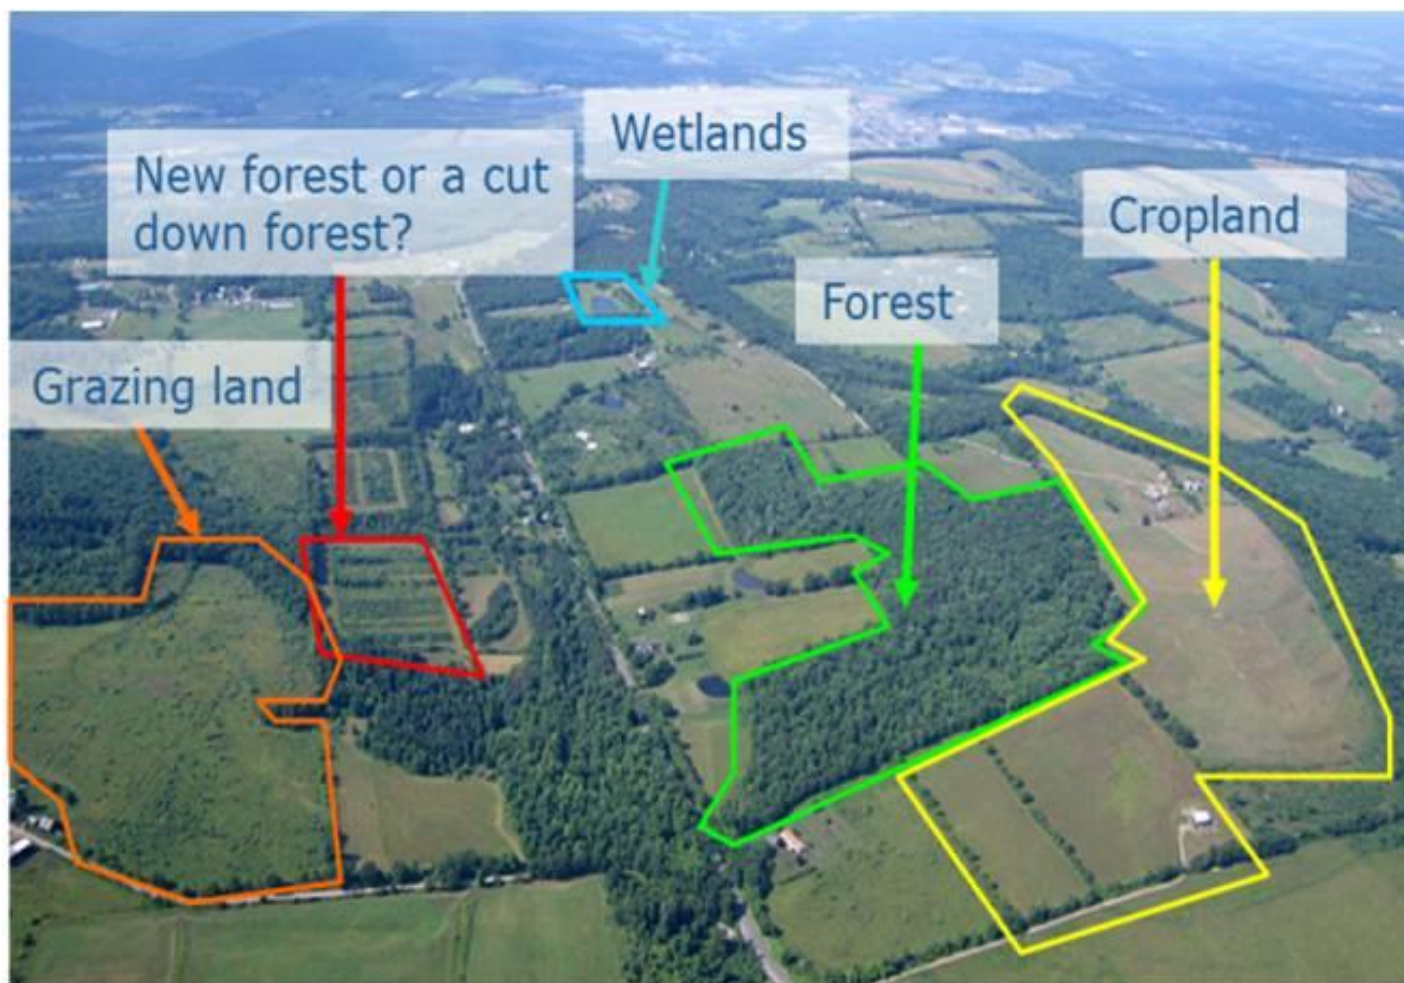 Wetlands
New forest or a cut
down forest?
Cropland
Forest
Grazing land